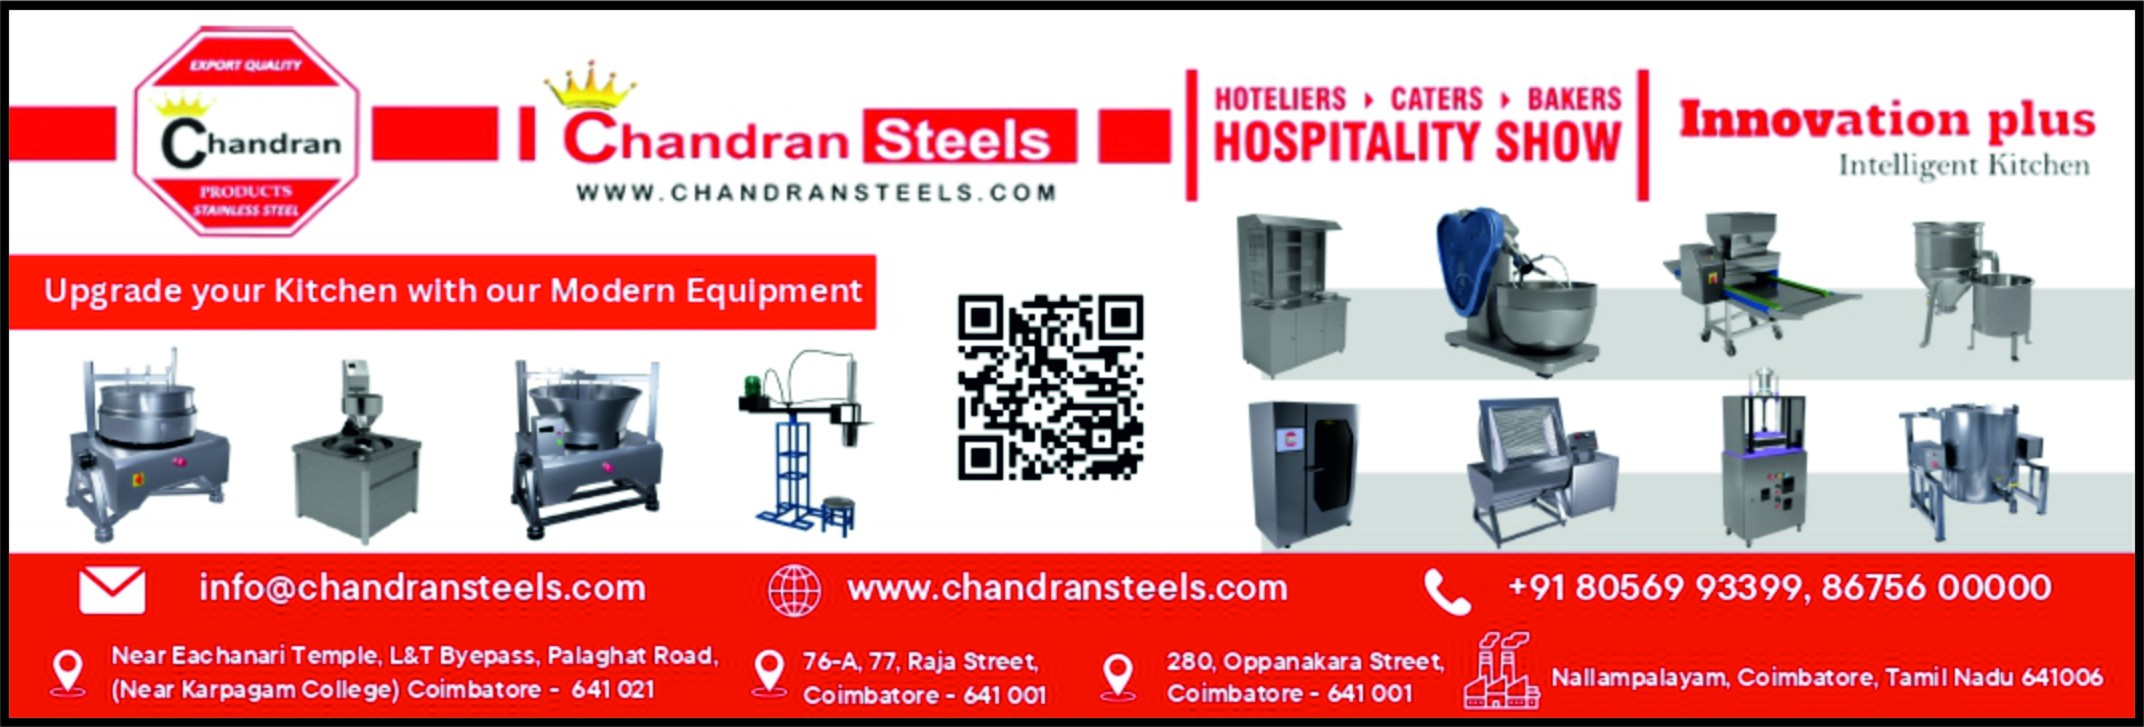 EXPORT QUALITY
Chandran
PRODUCTS
STAINLESS STEEL
Chandran Steels
WWW.CHANDRANSTEELS.COM
HOTELIERS CATERS BAKERS
HOSPITALITY SHOW
Innovation plus
Intelligent Kitchen
Upgrade your Kitchen with our Modern Equipment
info@chandransteels.com
www.chandransteels.com
+91 80569 93399, 86756 00000
Near Eachanari Temple, L&T Byepass, Palaghat Road,
(Near Karpagam College) Coimbatore - 641 021
76-A, 77, Raja Street,
Coimbatore - 641 001
280, Oppanakara Street,
Coimbatore - 641 001
Nallampalayam, Coimbatore, Tamil Nadu 641006